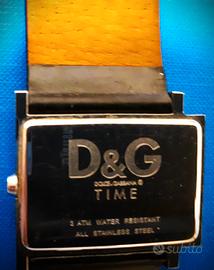 D&G
DOLCE&GABBANA ®
TIME
3 ATM WATER RESISTANT
ALL STAINLESS STEEL
subito